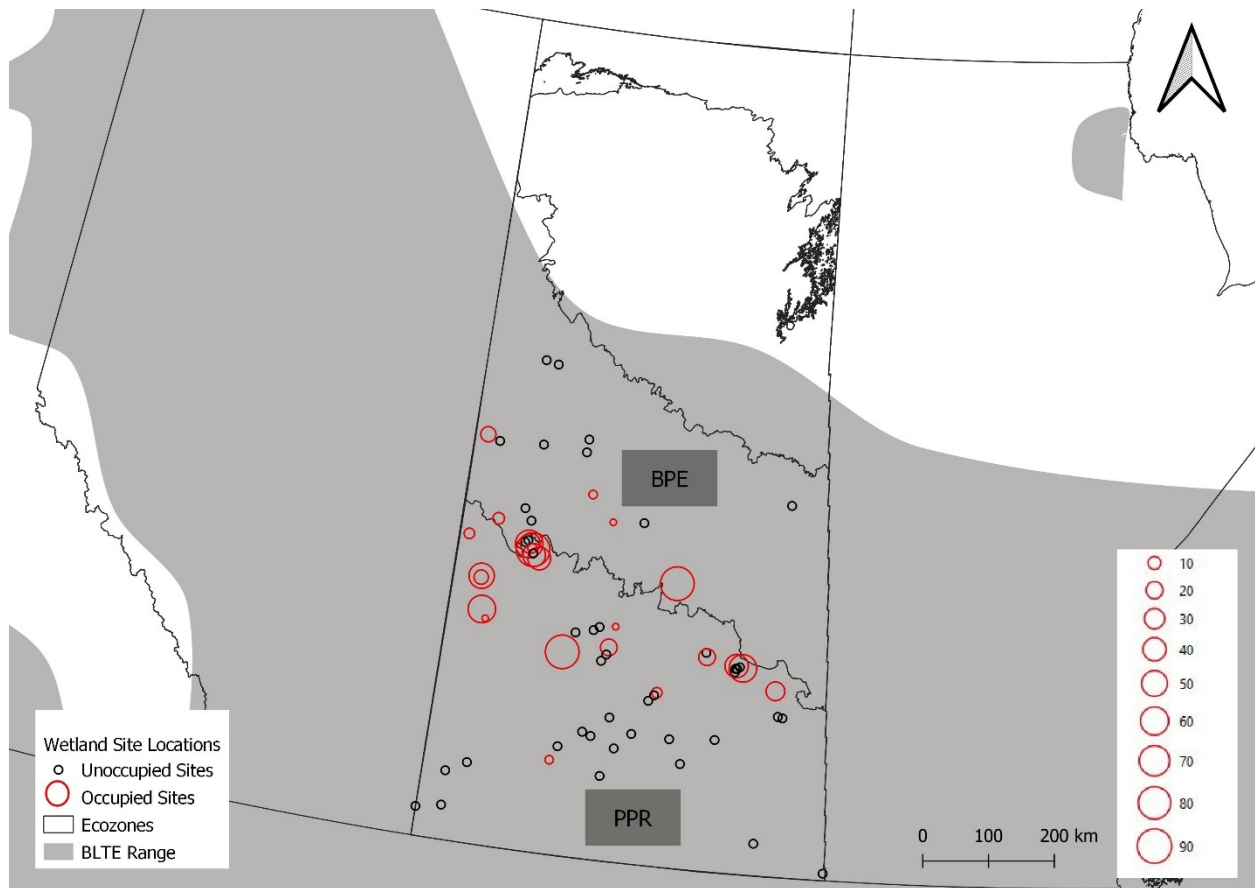 BPE
PPR
Wetland Site Locations
Unoccupied Sites
Occupied Sites
Ecozones
BLTE Range
0 100 200 km
10
20
30
40
50
60
70
80
90